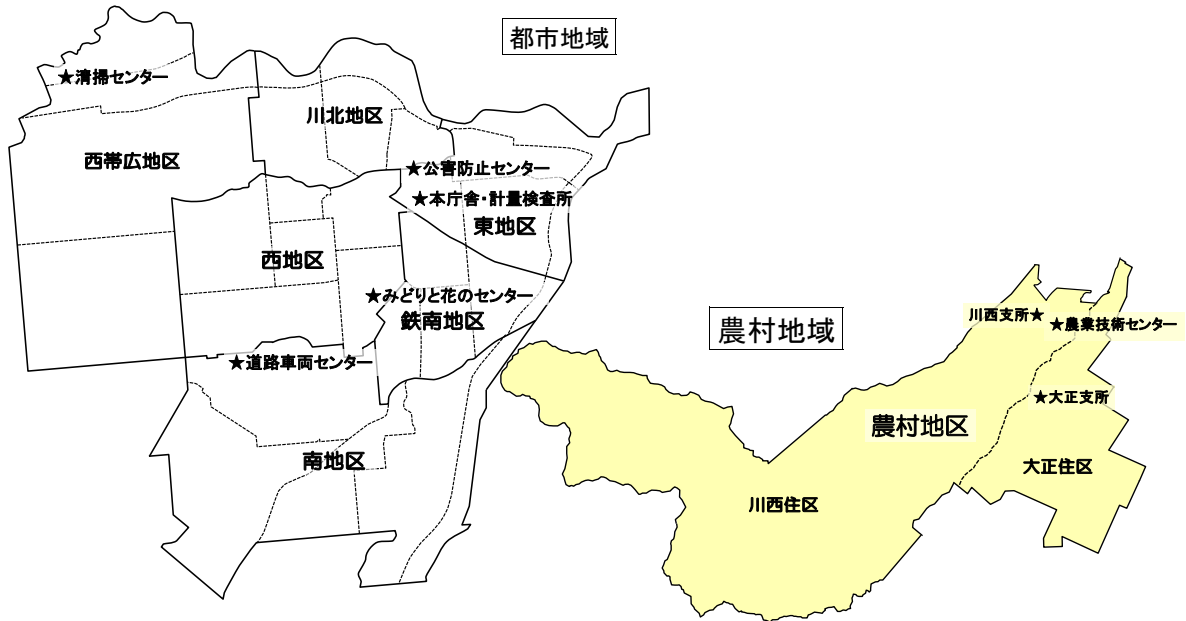 都市地域
★清掃センター
川北地区
西帯広地区
★公害防止センター
★本庁舎・計量検査所
東地区
西地区
★みどりと花のセンター
鉄南地区
★道路車両センター
南地区
農村地域
川西支所★
★農業技術センター
★大正支所
農村地区
大正住区
川西住区